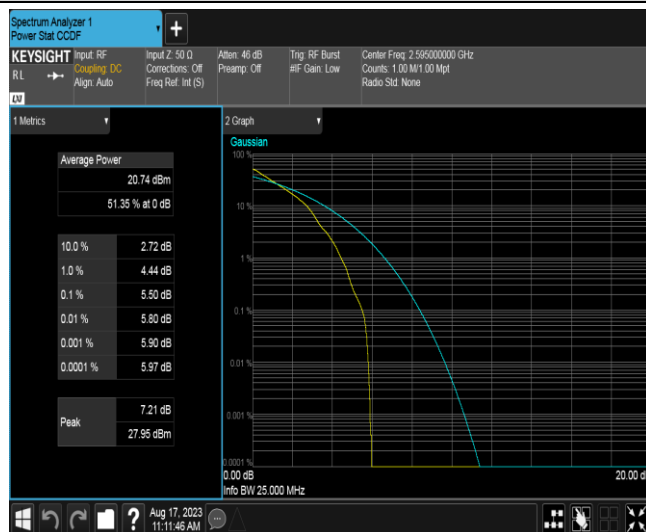 Spectrum Analyzer 1
Power Stat CCDF
+
KEYSIGHT
RL
LXI
Input: RF
Coupling: DC
Align: Auto
Input Z: 50 Ω
Corrections: Off
Freq Ref: Int (S)
Atten: 46 dB
Preamp: Off
Trig: RF Burst
#IF Gain: Low
Center Freq: 2.595000000 GHz
Counts: 1.00 M/1.00 Mpt
Radio Std: None
1 Metrics
Average Power
20.74 dBm
51.35 % at 0 dB
10.0 % 2.72 dB
1.0 % 4.44 dB
0.1 % 5.50 dB
0.01 % 5.80 dB
0.001 % 5.90 dB
0.0001 % 5.97 dB
Peak
7.21 dB
27.95 dBm
2 Graph
Gaussian
100 %
10 %
1 %
0.1 %
0.01 %
0.001 %
0.0001 %
0.00 dB
20.00 d
Info BW 25.000 MHz
?
Aug 17, 2023
11:11:46 AM